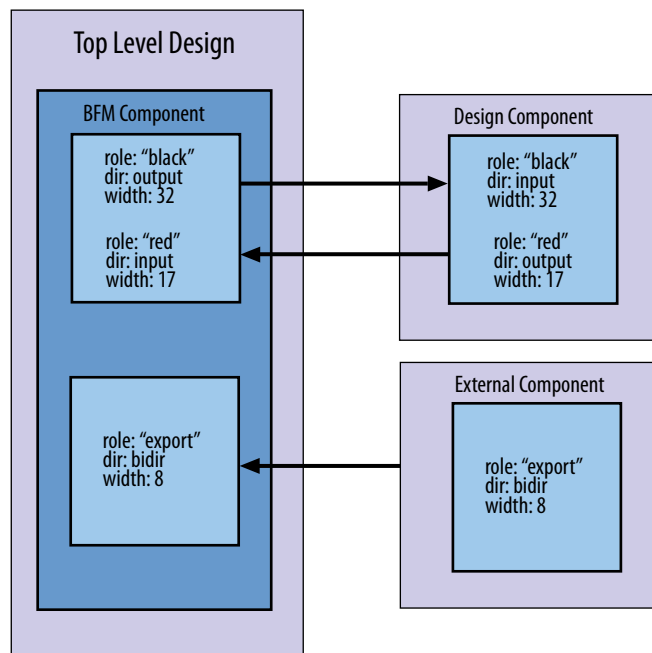 Top Level Design
BFM Component
role: “black”
dir: output
width: 32
role: “red”
dir: input
width: 17
role: “export”
dir: bidir
width: 8
Design Component
role: “black”
dir: input
width: 32
role: “red”
dir: output
width: 17
External Component
role: “export”
dir: bidir
width: 8